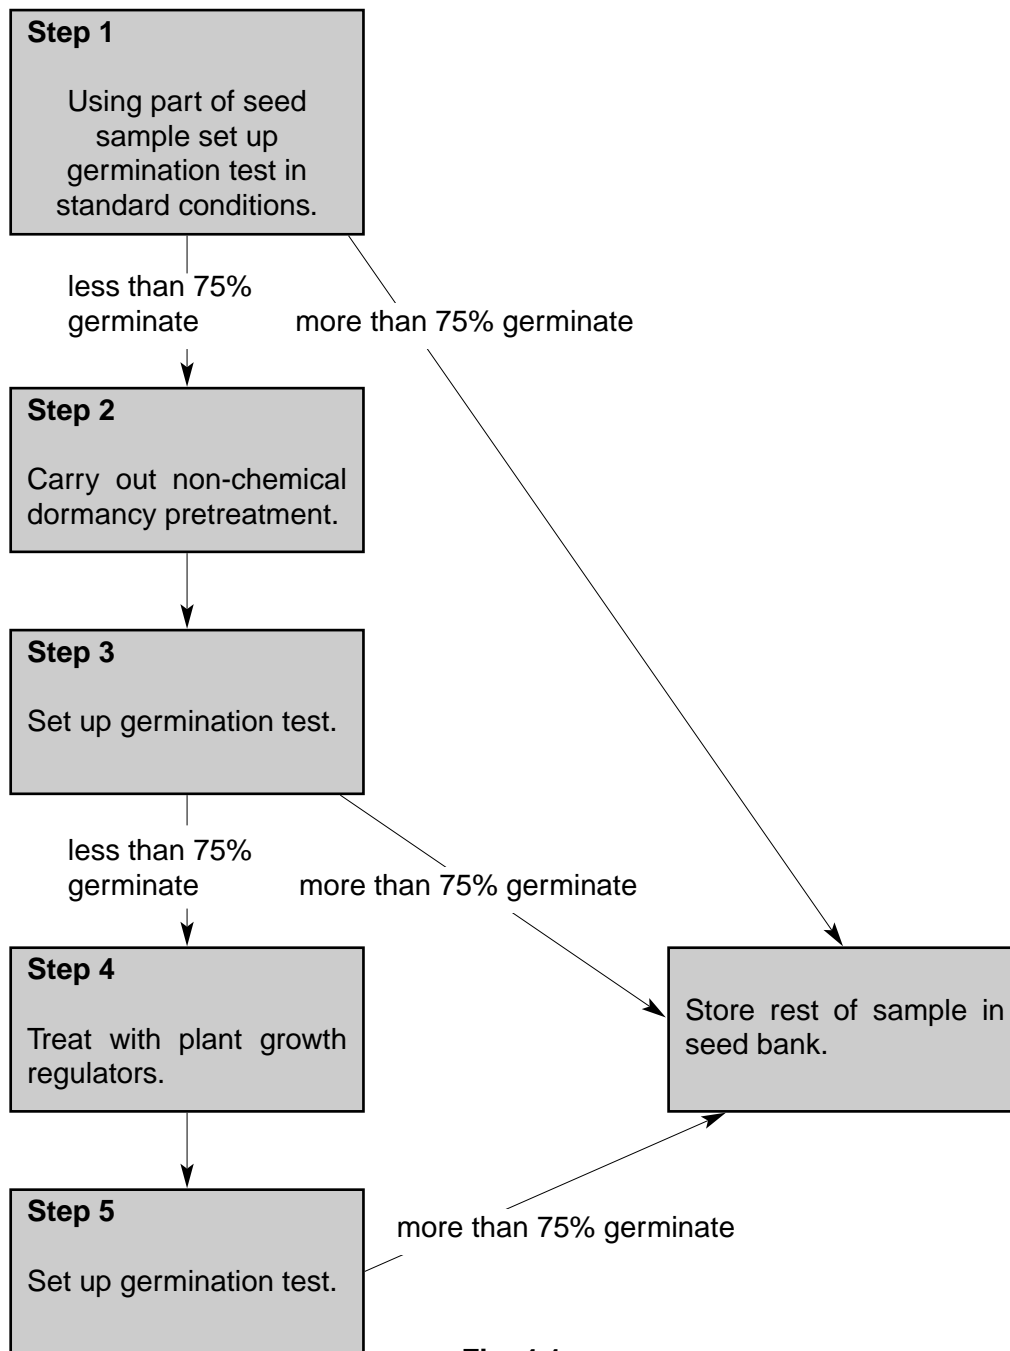 Step 1
Using part of seed
sample set up
germination test in
standard conditions.
less than 75%
germinate
more than 75% germinate
Step 2
Carry out non-chemical
dormancy pretreatment.
Step 3
Set up germination test.
less than 75%
germinate
more than 75% germinate
Step 4
Treat with plant growth
regulators.
Store rest of sample in
seed bank.
Step 5
Set up germination test.
more than 75% germinate